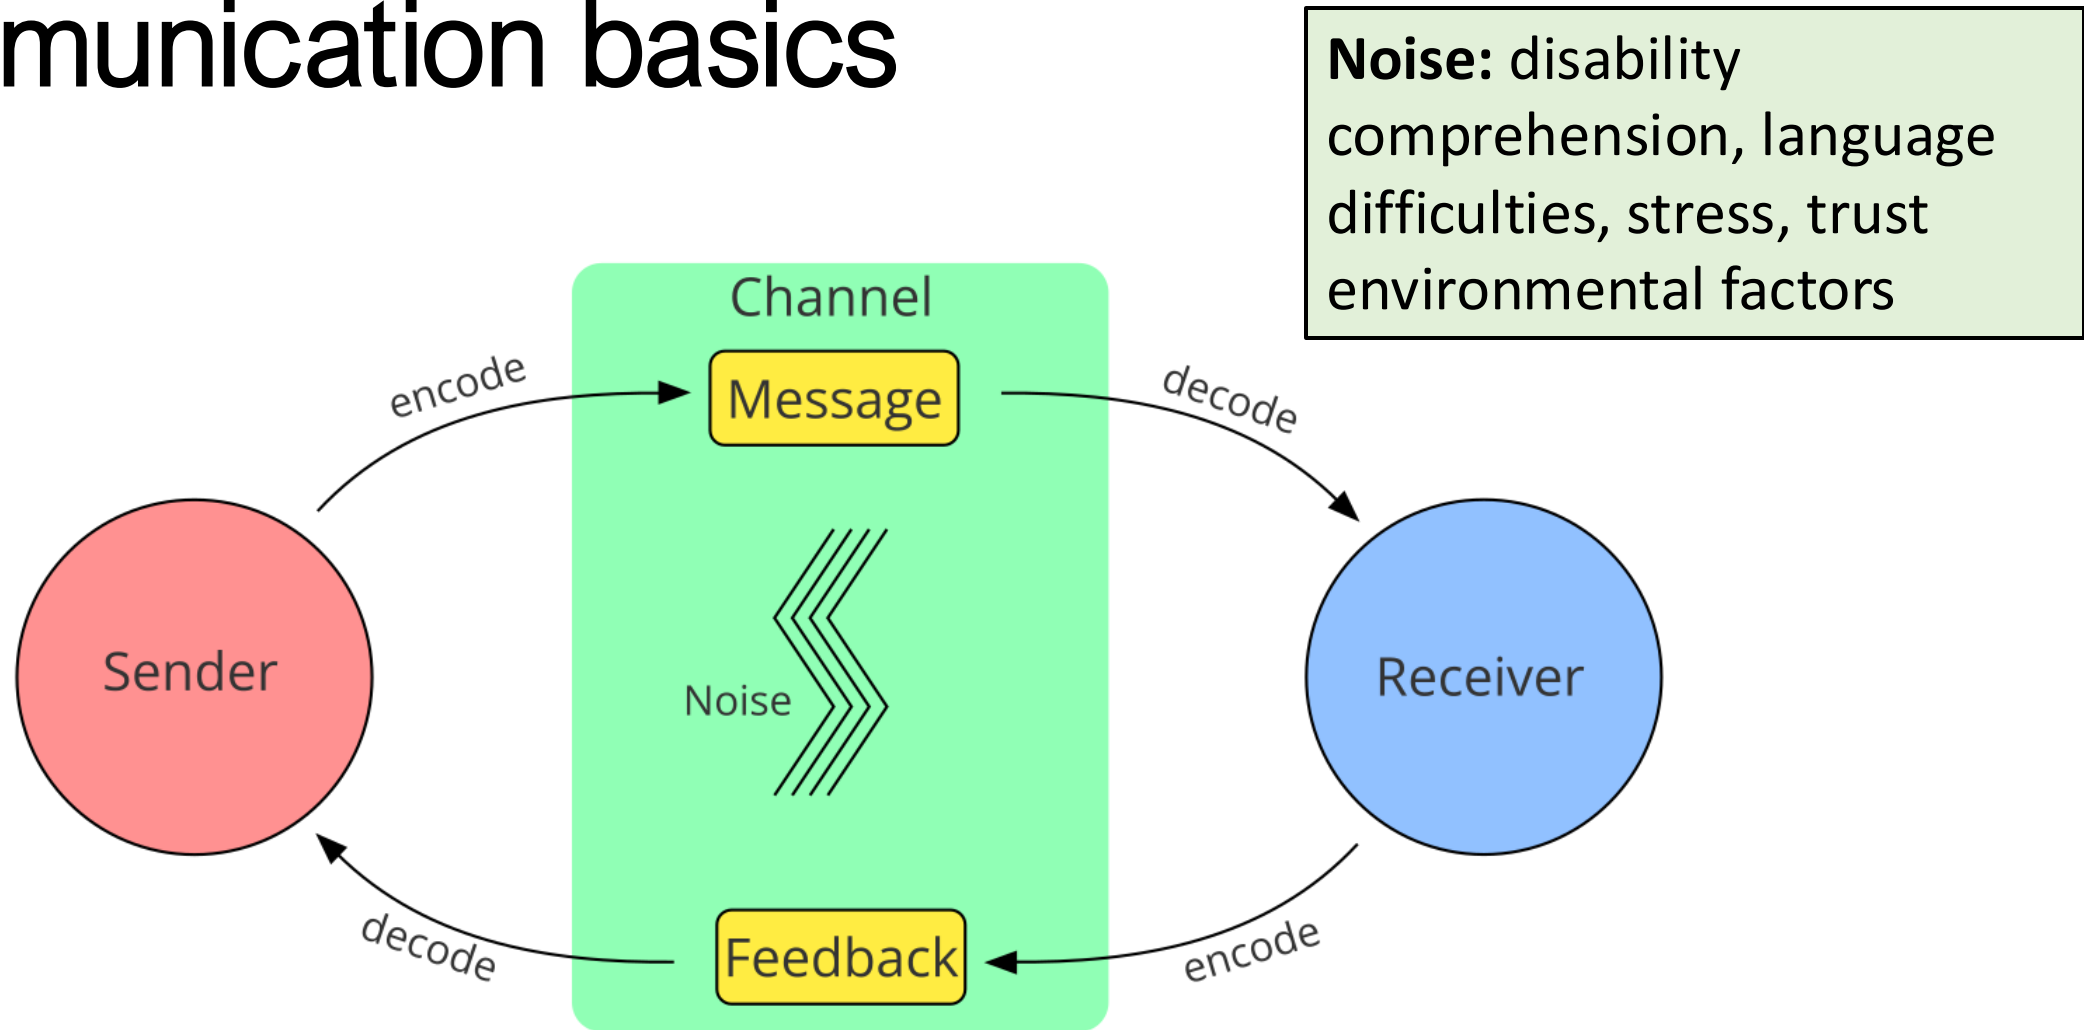 munication basics
Noise: disability
comprehension, language
difficulties, stress, trust
environmental factors
Channel
encode
Message
decode
Sender
Noise
Receiver
decode
Feedback
encode